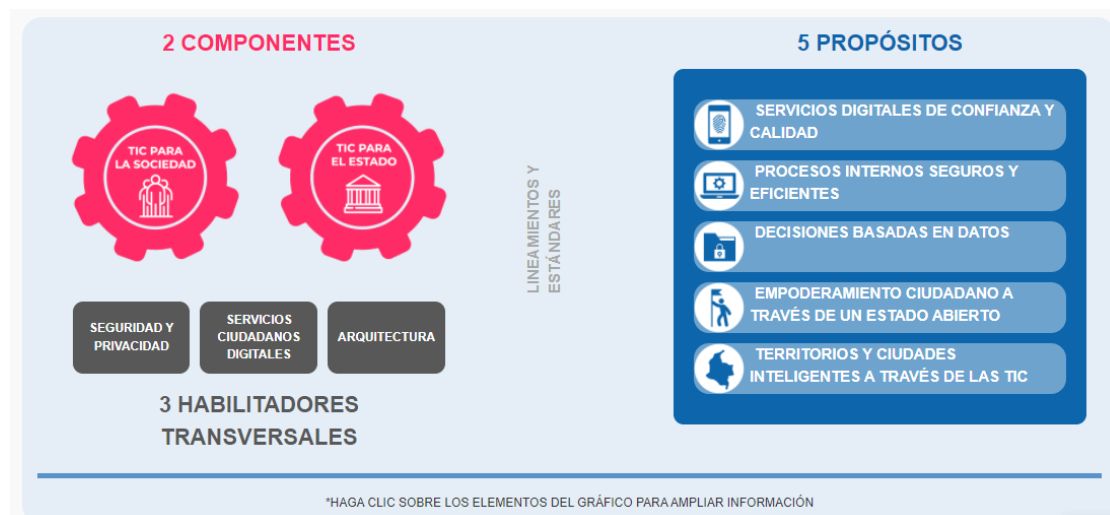 2 COMPONENTES
TIC PARA
LA SOCIEDAD
TIC PARA
EL ESTADO
SEGURIDAD Y
PRIVACIDAD
SERVICIOS
CIUDADANOS
DIGITALES
ARQUITECTURA
3 HABILITADORES
TRANSVERSALES
LINEAMIENTOS Y
ESTÁNDARES
5 PROPÓSITOS
SERVICIOS DIGITALES DE CONFIANZA Y
CALIDAD
PROCESOS INTERNOS SEGUROS Y
EFICIENTES
DECISIONES BASADAS EN DATOS
EMPODERAMIENTO CIUDADANO A
TRAVÉS DE UN ESTADO ABIERTO
TERRITORIOS Y CIUDADES
INTELIGENTES A TRAVÉS DE LAS TIC
*HAGA CLIC SOBRE LOS ELEMENTOS DEL GRÁFICO PARA AMPLIAR INFORMACIÓN